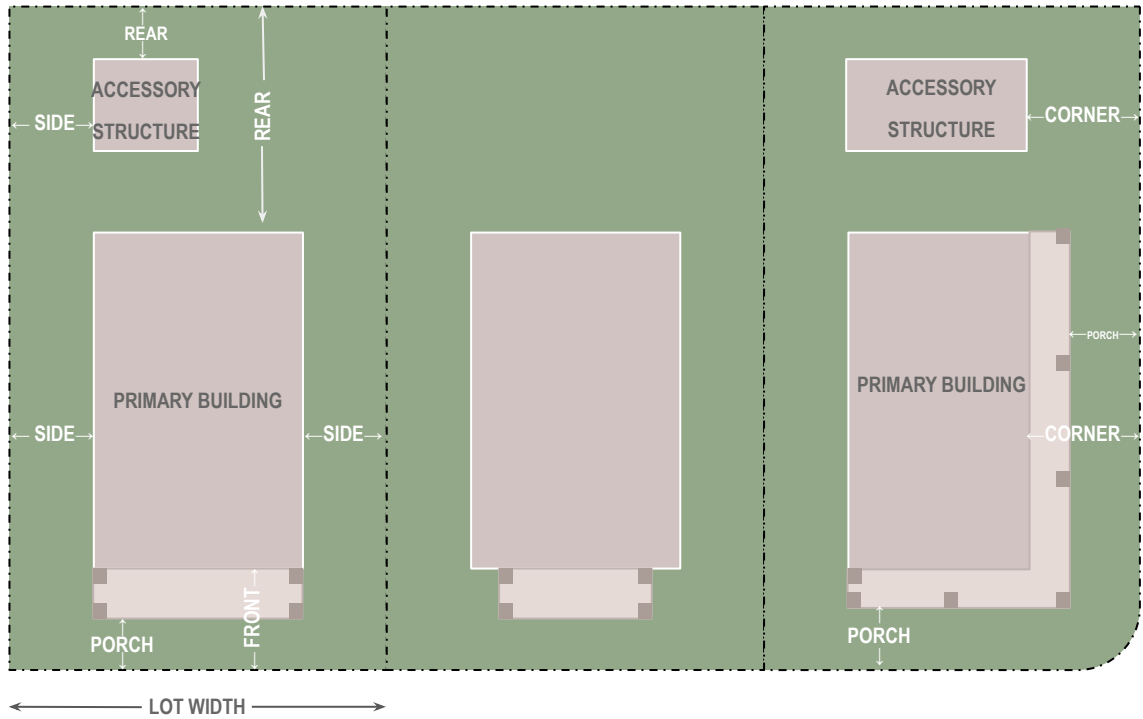 REAR
ACCESSORY
STRUCTURE
SIDE
REAR
ACCESSORY
STRUCTURE
CORNER
PORCH
PRIMARY BUILDING
PRIMARY BUILDING
SIDE
SIDE
CORNER
FRONT
PORCH
PORCH
LOT WIDTH